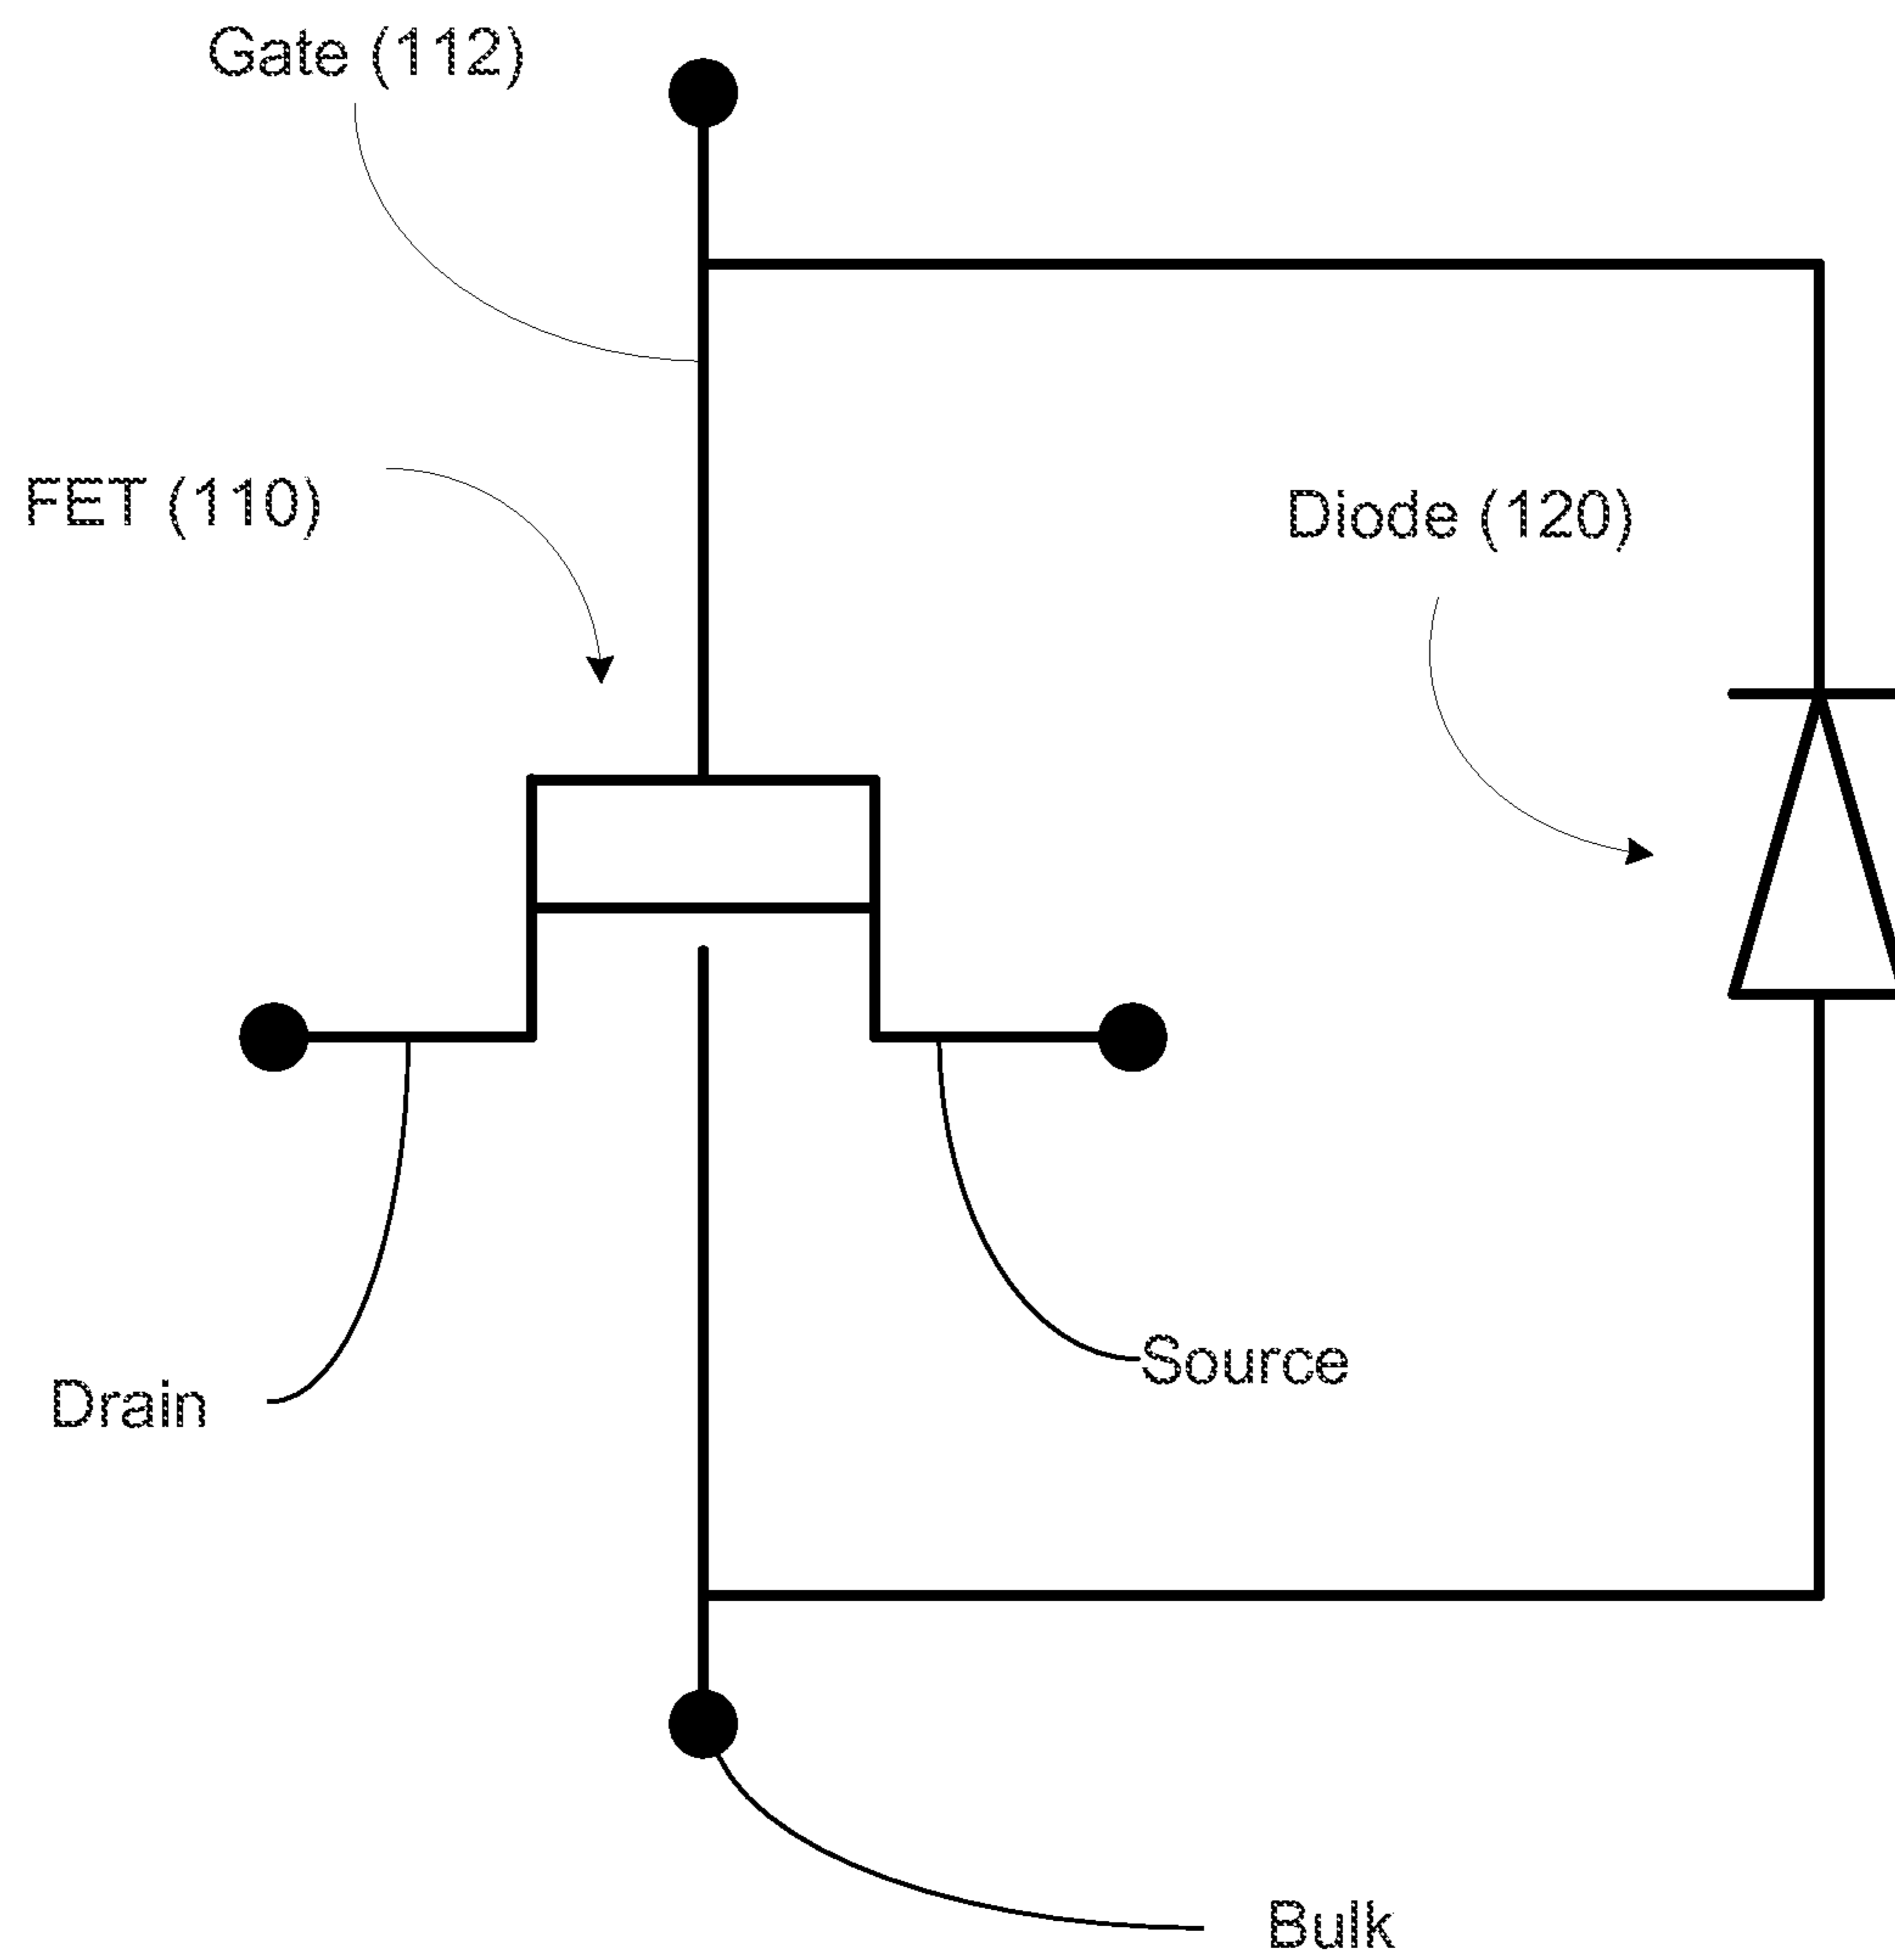 Gate (112)
FET (110)
Diode (120)
Source
Drain
Bulk